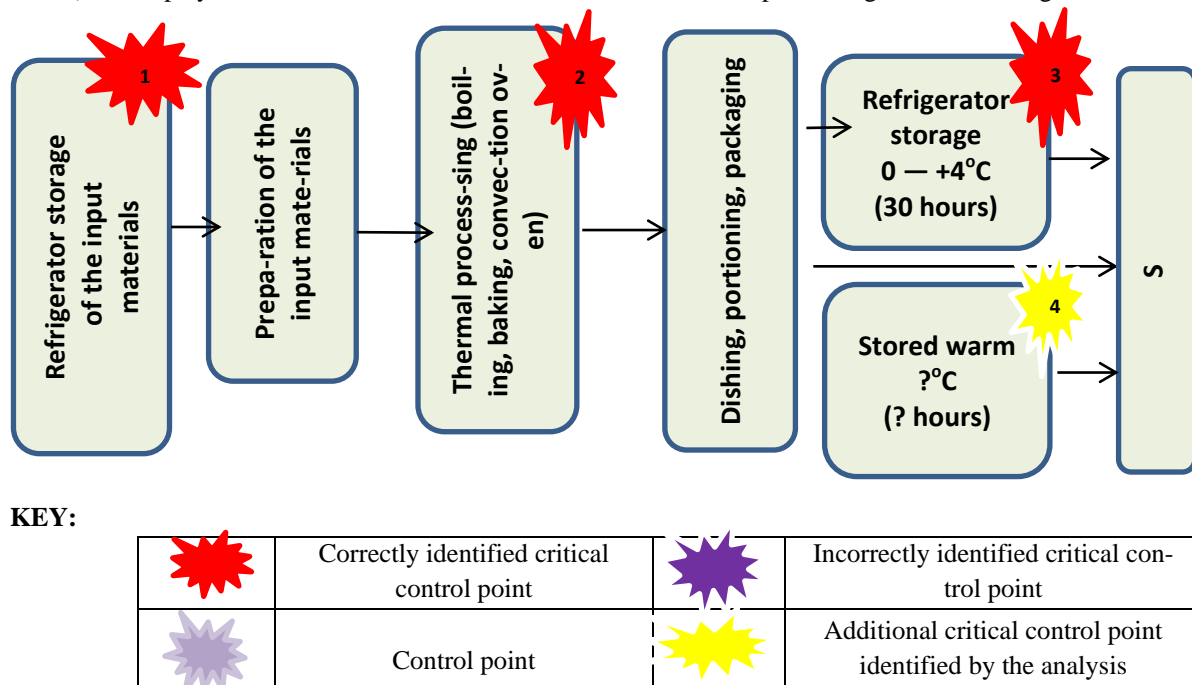 1
Refrigerator storage
of the input
materials
Prepa-ration of the
input mate-rials
2
Thermal process-sing (boil-
ing, baking, convec-tion ov-
en)
Dishing, portioning, packaging
3
Refrigerator
storage
0 — +4°C
(30 hours)
4
Stored warm
?°C
(? hours)
S
KEY:
Correctly identified critical
control point
Incorrectly identified critical con-
trol point
Control point
Additional critical control point
identified by the analysis